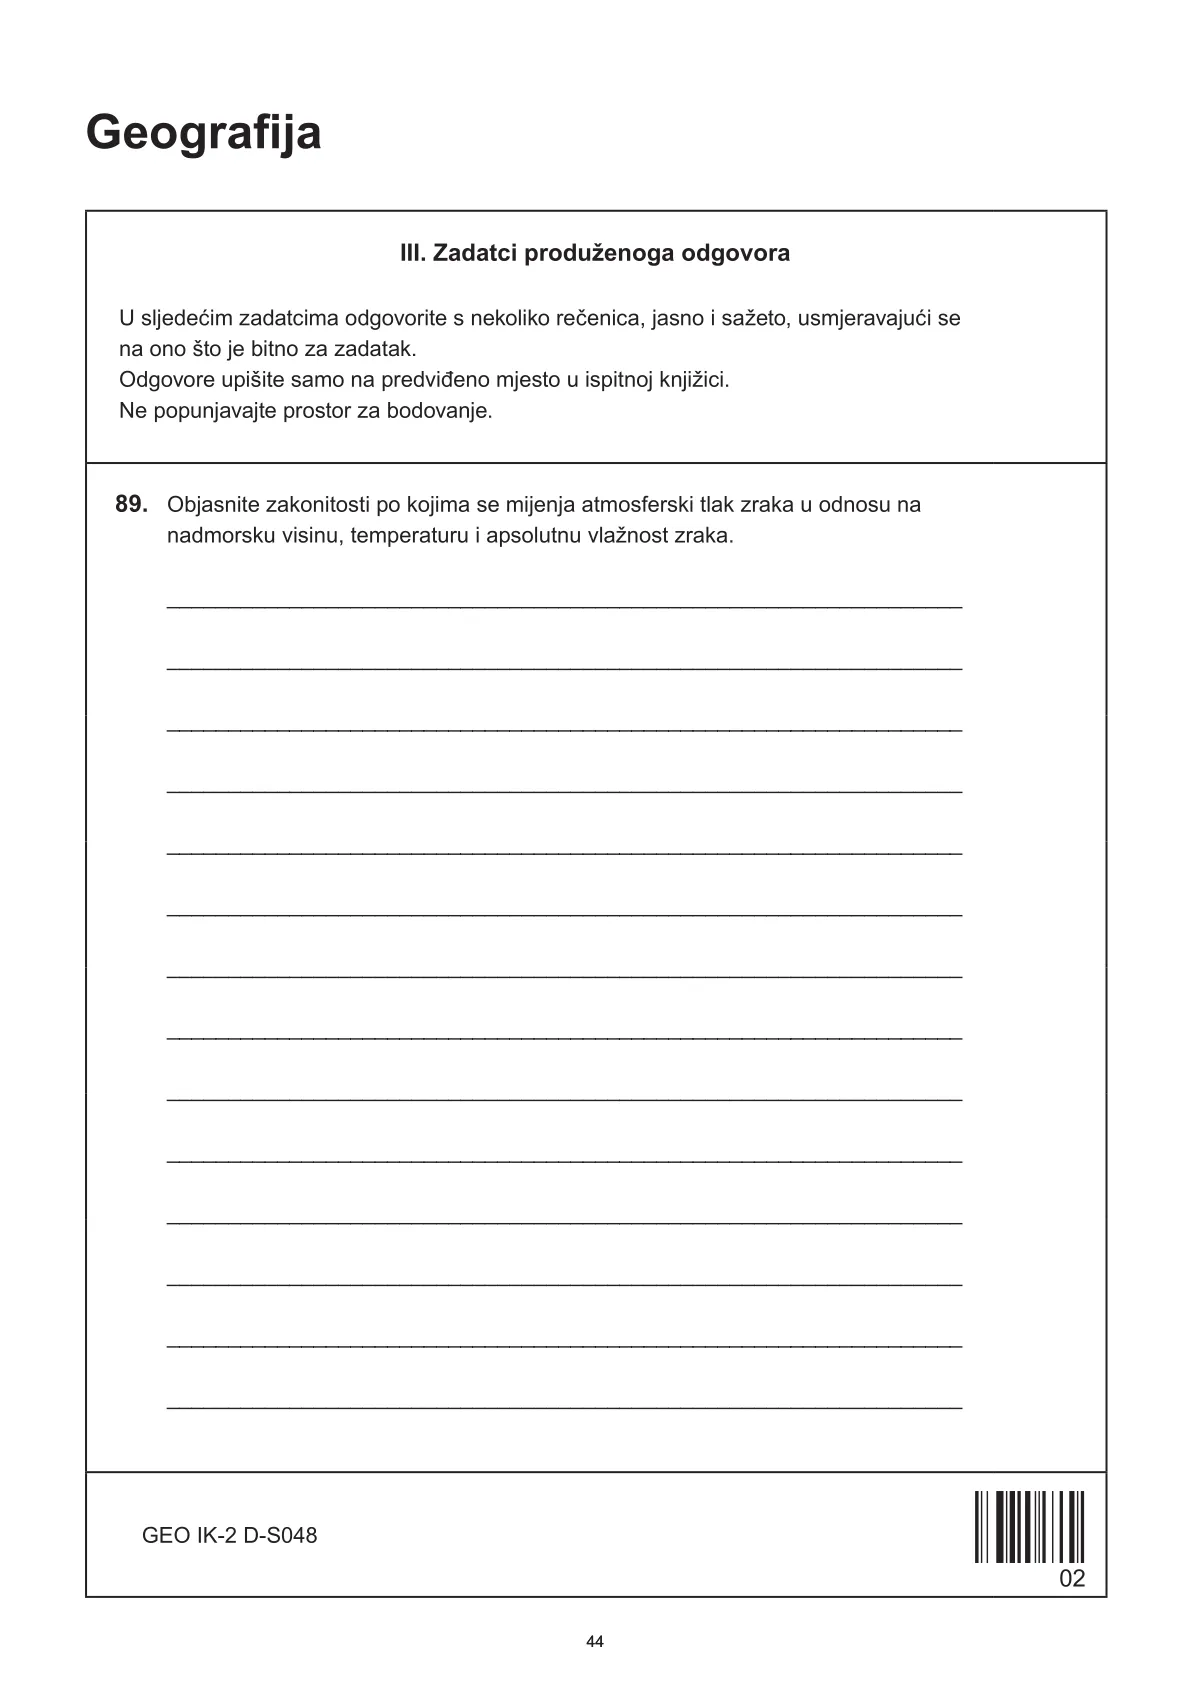 Geografija
III. Zadatci produženoga odgovora
U sljedećim zadatcima odgovorite s nekoliko rečenica, jasno i sažeto, usmjeravajući se
na ono što je bitno za zadatak.
Odgovore upišite samo na predviđeno mjesto u ispitnoj knjižici.
Ne popunjavajte prostor za bodovanje.
89. Objasnite zakonitosti po kojima se mijenja atmosferski tlak zraka u odnosu na
nadmorsku visinu, temperaturu i apsolutnu vlažnost zraka.
GEO IK-2 D-S048
02
44